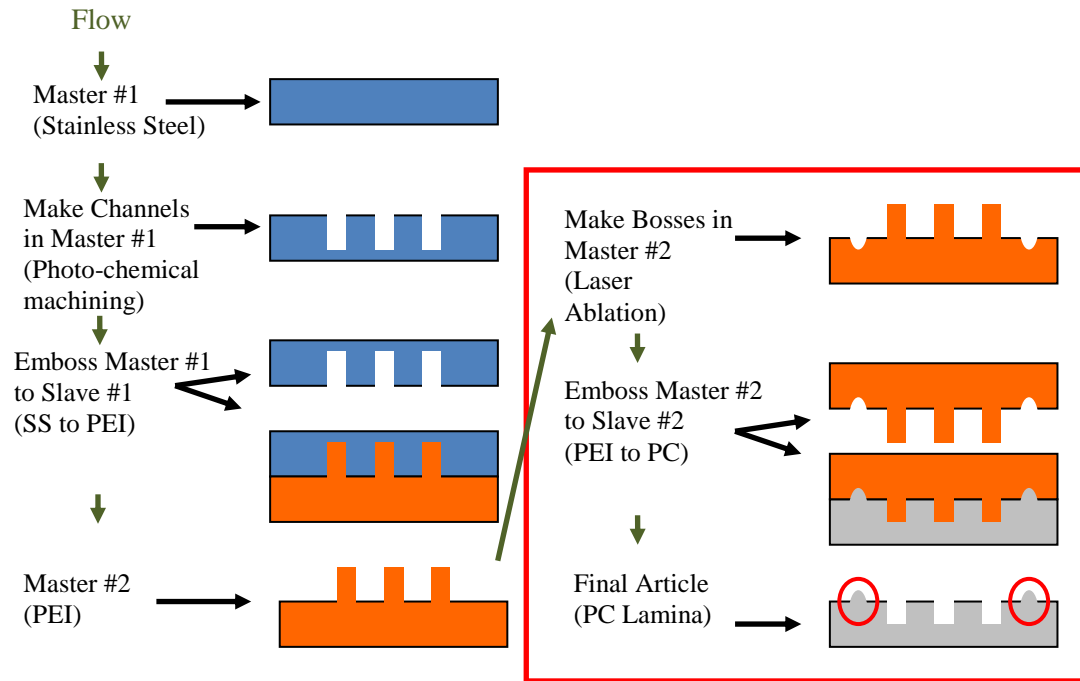 Flow
Master #1
(Stainless Steel)
Make Channels
in Master #1
(Photo-chemical
machining)
Emboss Master #1
to Slave #1
(SS to PEI)
Master #2
(PEI)
Make Bosses in
Master #2
(Laser
Ablation)
Emboss Master #2
to Slave #2
(PEI to PC)
Final Article
(PC Lamina)